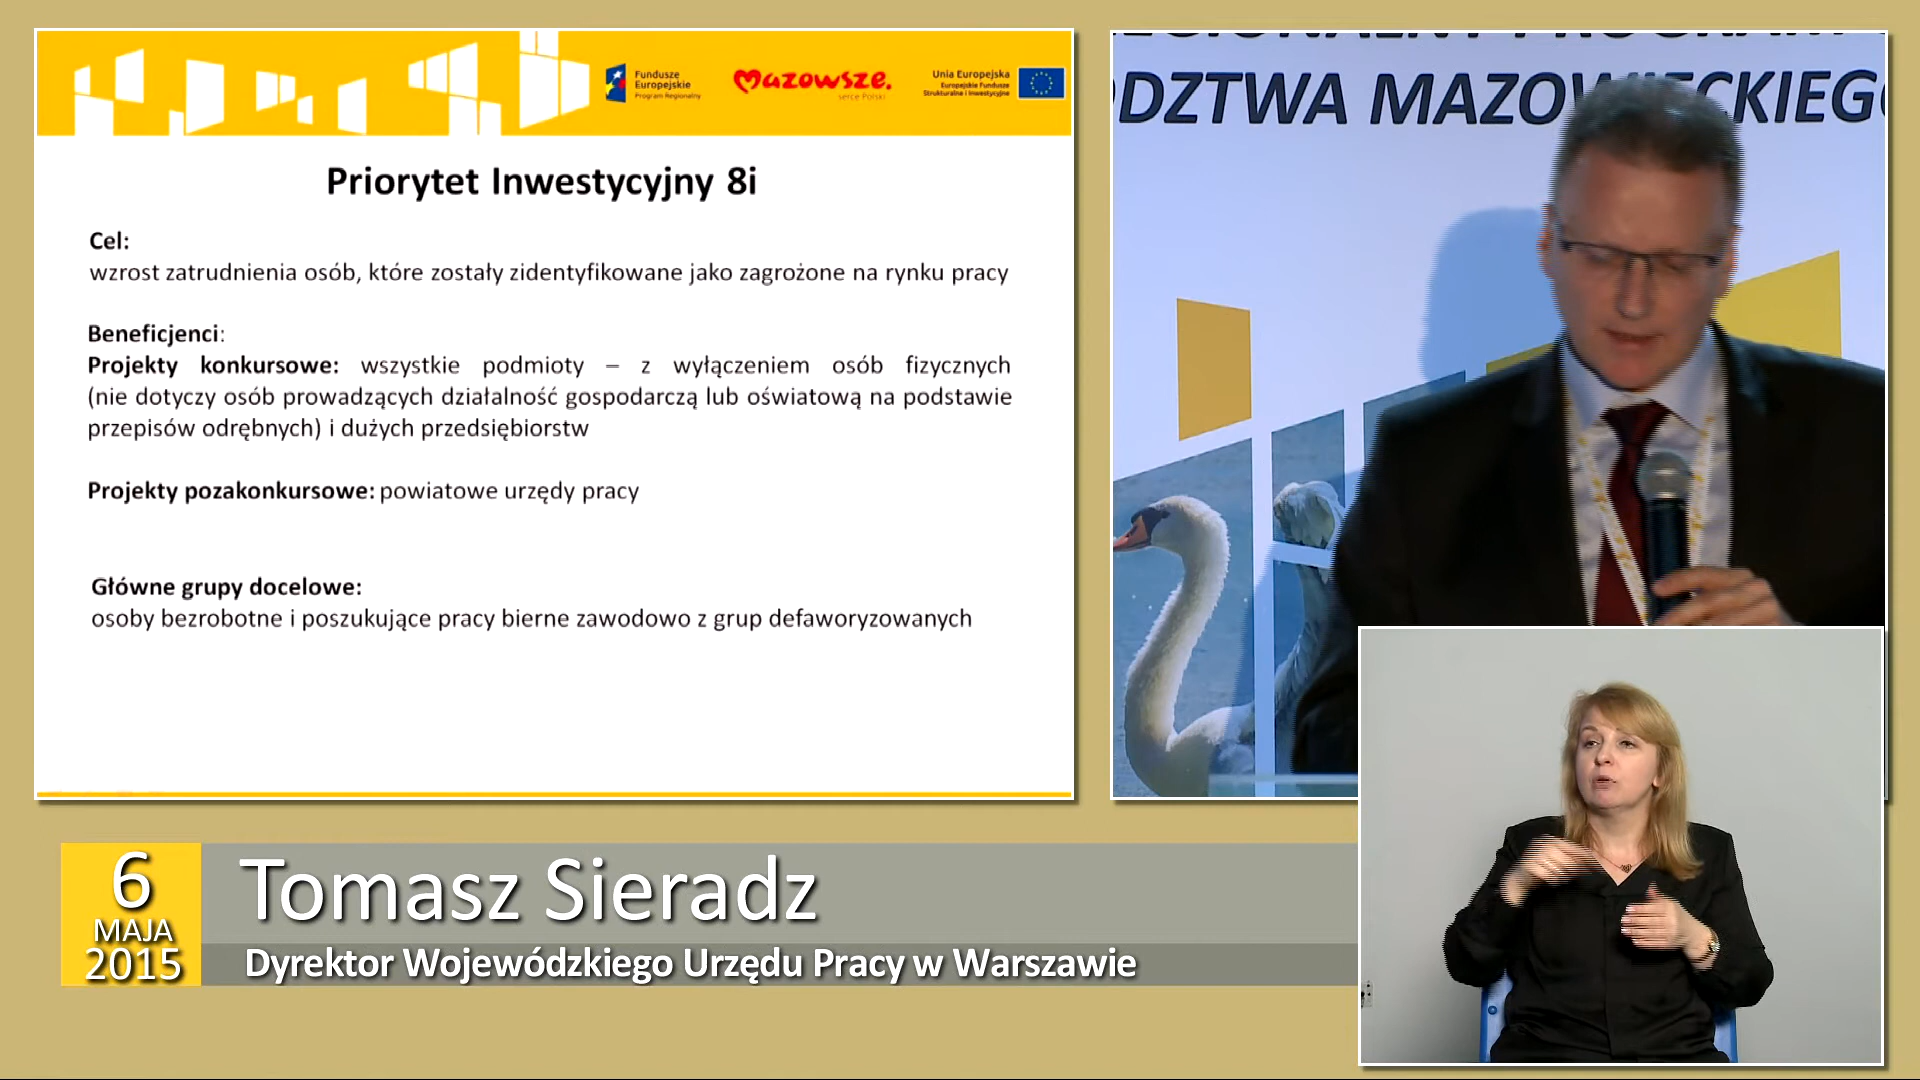 Fundusze
Europejskie
Program Regionalny
Mazowsze.
serce Polski
Unia Europejska
Europejskie Fundusze
Strukturalne i Inwestycyjne
Priorytet Inwestycyjny 8i
Cel:
wzrost zatrudnienia osób, które zostały zidentyfikowane jako zagrożone na rynku pracy
Beneficjenci:
Projekty konkursowe: wszystkie podmioty – z wyłączeniem osób fizycznych
(nie dotyczy osób prowadzących działalność gospodarczą lub oświatową na podstawie
przepisów odrębnych) i dużych przedsiębiorstw
Projekty pozakonkursowe: powiatowe urzędy pracy
Główne grupy docelowe:
osoby bezrobotne i poszukujące pracy bierne zawodowo z grup defaworyzowanych
ODZTWA MAZOWIECKIEGO
6
MAJA
2015
Tomasz Sieradz
Dyrektor Wojewódzkiego Urzędu Pracy w Warszawie